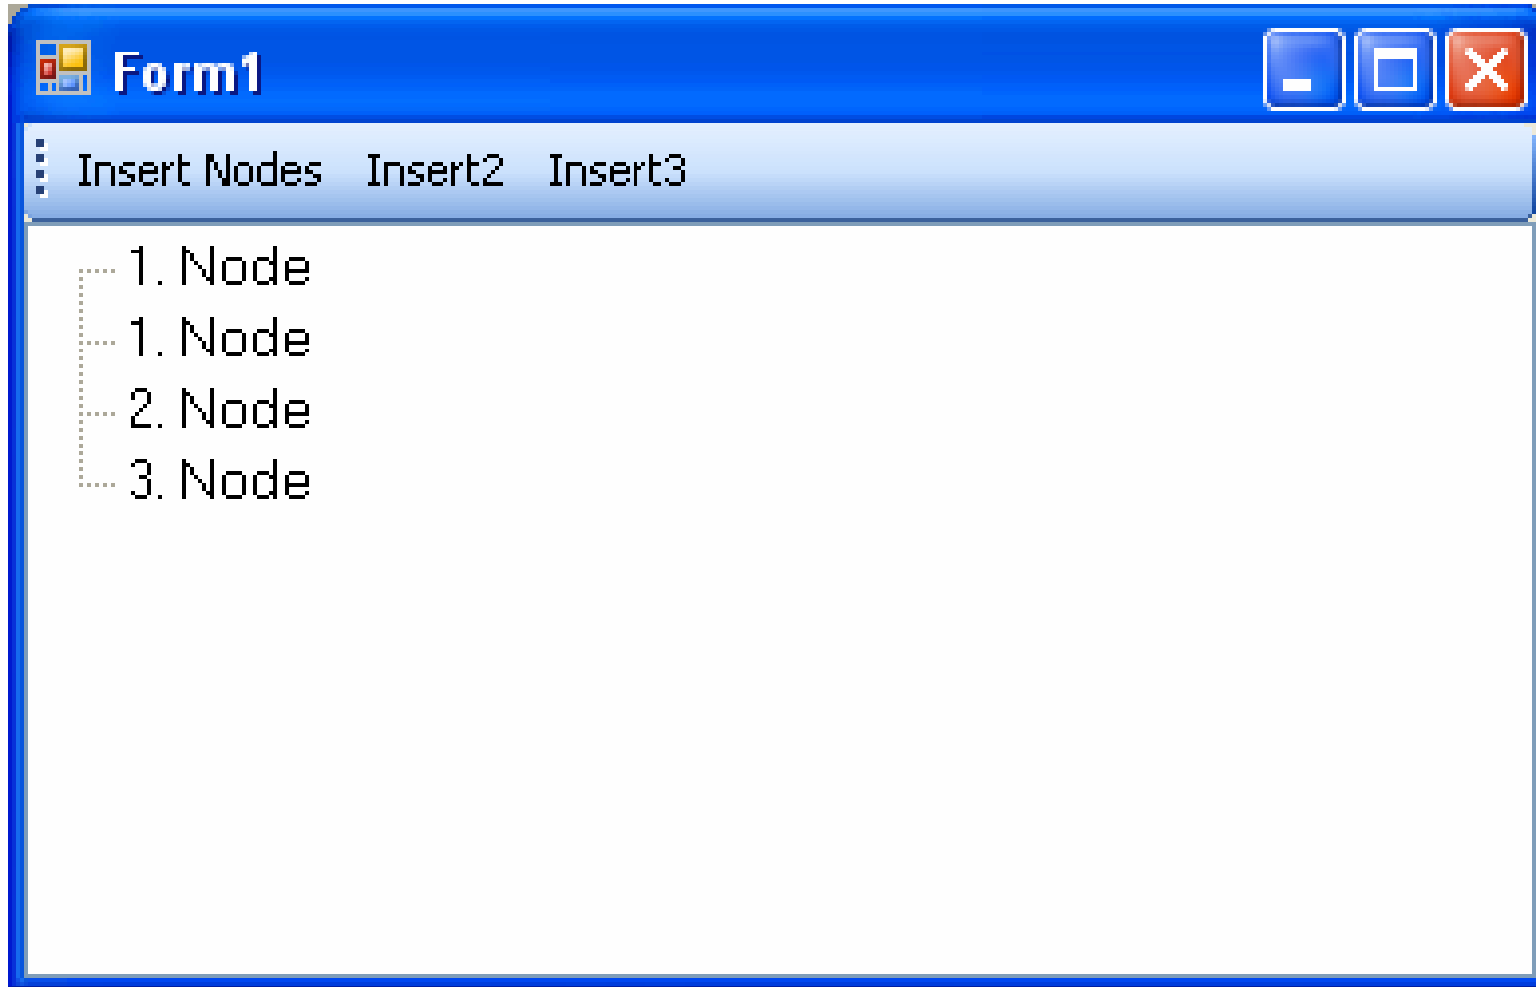 Form1
Insert Nodes Insert2 Insert3
1. Node
1. Node
2. Node
3. Node